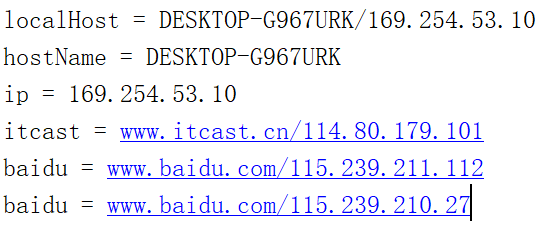 localHost = DESKTOP-G967URK/169.254.53.10
hostName = DESKTOP-G967URK
ip = 169.254.53.10
itcast = www.itcast.cn/114.80.179.101
baidu = www.baidu.com/115.239.211.112
baidu = www.baidu.com/115.239.210.27